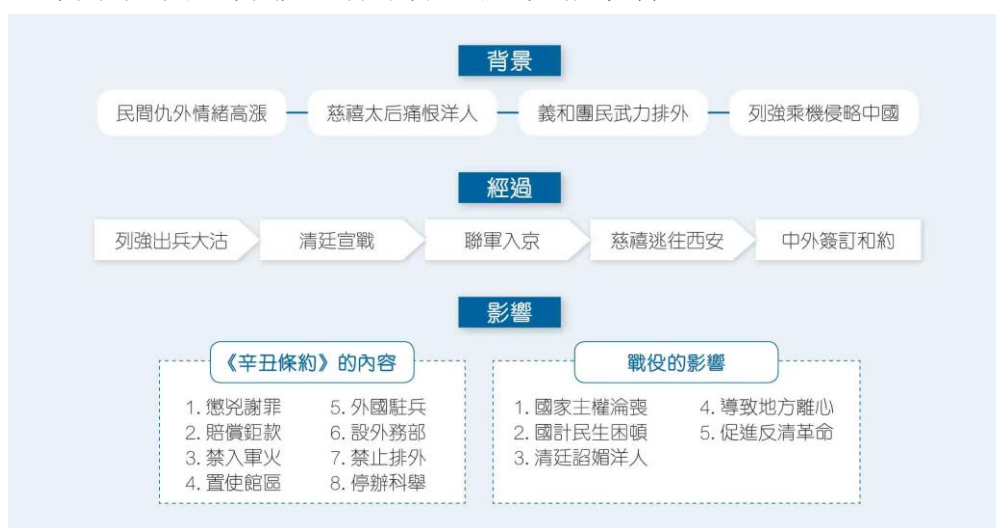 背景
民間仇外情緒高漲
慈禧太后痛恨洋人
義和團民武力排外
列強乘機侵略中國
經過
列強出兵大沽
清廷宣戰
聯軍入京
慈禧逃往西安
中外簽訂和約
影響
《辛丑條約》的內容
1. 懲兇謝罪
2. 賠償鉅款
3. 禁入軍火
4. 置使館區
5. 外國駐兵
6. 設外務部
7. 禁止排外
8. 停辦科舉
戰役的影響
1. 國家主權淪喪
2. 國計民生困頓
3. 清廷諂媚洋人
4. 導致地方離心
5. 促進反清革命